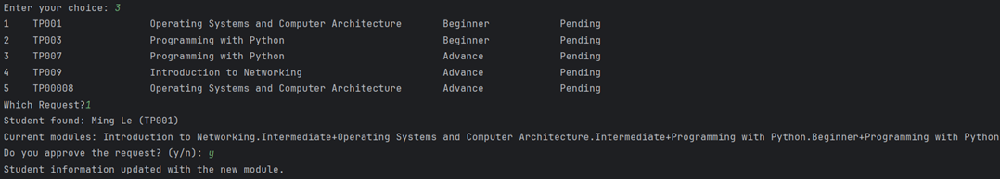 Enter your choice: 3
1 TP001 Operating Systems and Computer Architecture Beginner Pending
2 TP003 Programming with Python Beginner Pending
3 TP007 Programming with Python Advance Pending
4 TP009 Introduction to Networking Advance Pending
5 TP00008 Operating Systems and Computer Architecture Advance Pending
Which Request?1
Student found: Ming Le (TP001)
Current modules: Introduction to Networking.Intermediate+Operating Systems and Computer Architecture.Intermediate+Programming with Python.Beginner+Programming with Python
Do you approve the request? (y/n): y
Student information updated with the new module.